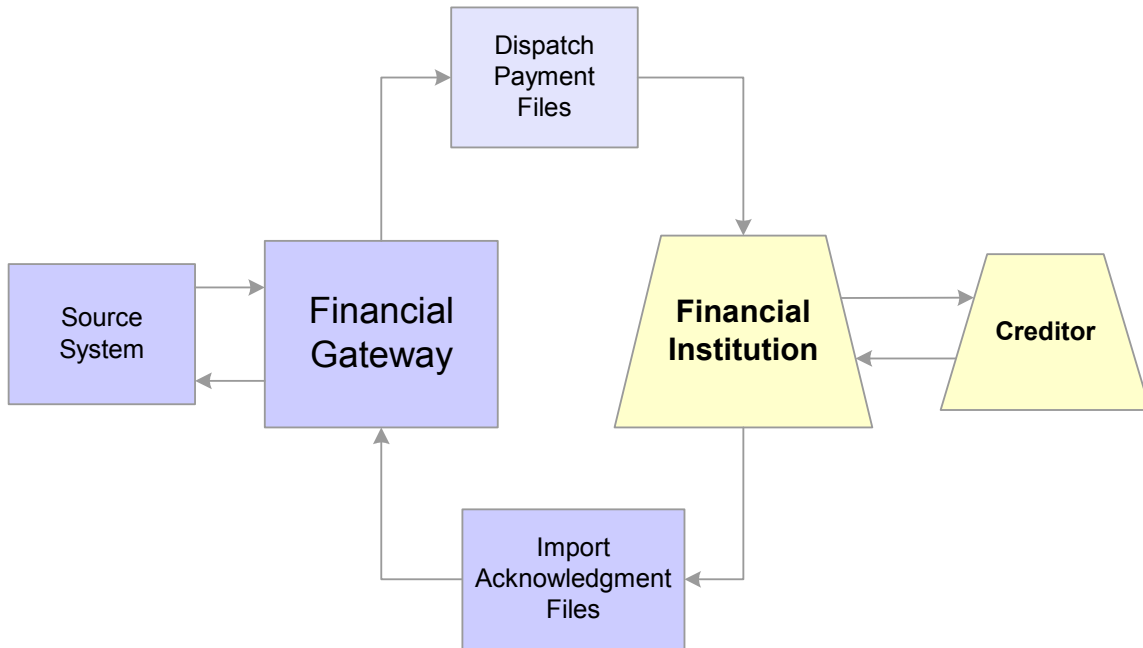 Dispatch
Payment
Files
Source
System
Financial
Gateway
Financial
Institution
Creditor
Import
Acknowledgment
Files